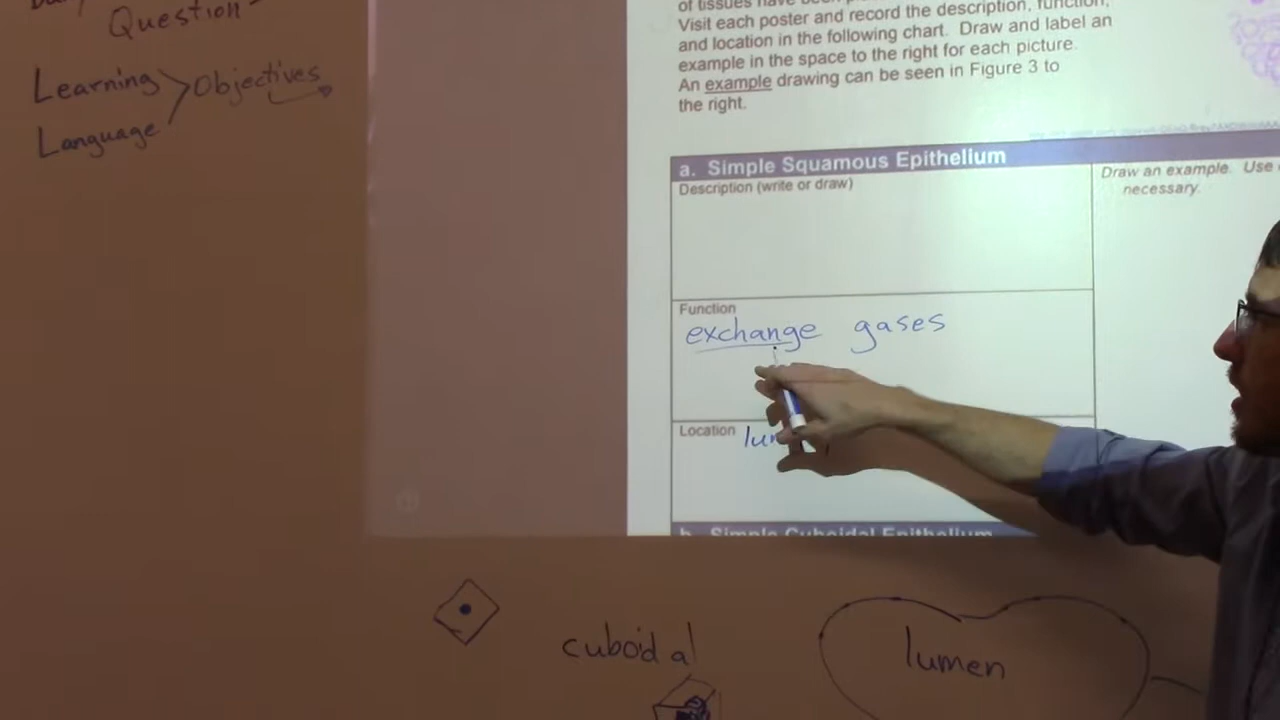 Question
Learning
Objectives
Language
of tissues have been
Visit each poster and record the description, function,
and location in the following chart. Draw and label an
example in the space to the right for each picture.
An example drawing can be seen in Figure 3 to
the right.
a. Simple Squamous Epithelium
Description (write or draw)
Draw an example. Use
necessary.
Function
exchange gases
Location
b. Simple Cuboidal Epithelium
cuboidal
lumen